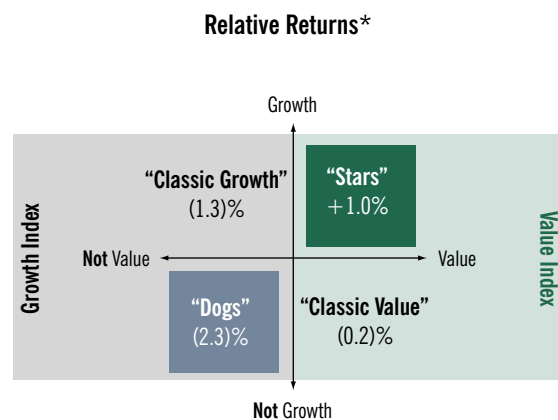 Relative Returns*
Growth
"Classic Growth"
(1.3)%
"Stars"
+1.0%
Growth Index
Not Value
Value
Value Index
"Dogs"
(2.3)%
"Classic Value"
(0.2)%
Not Growth